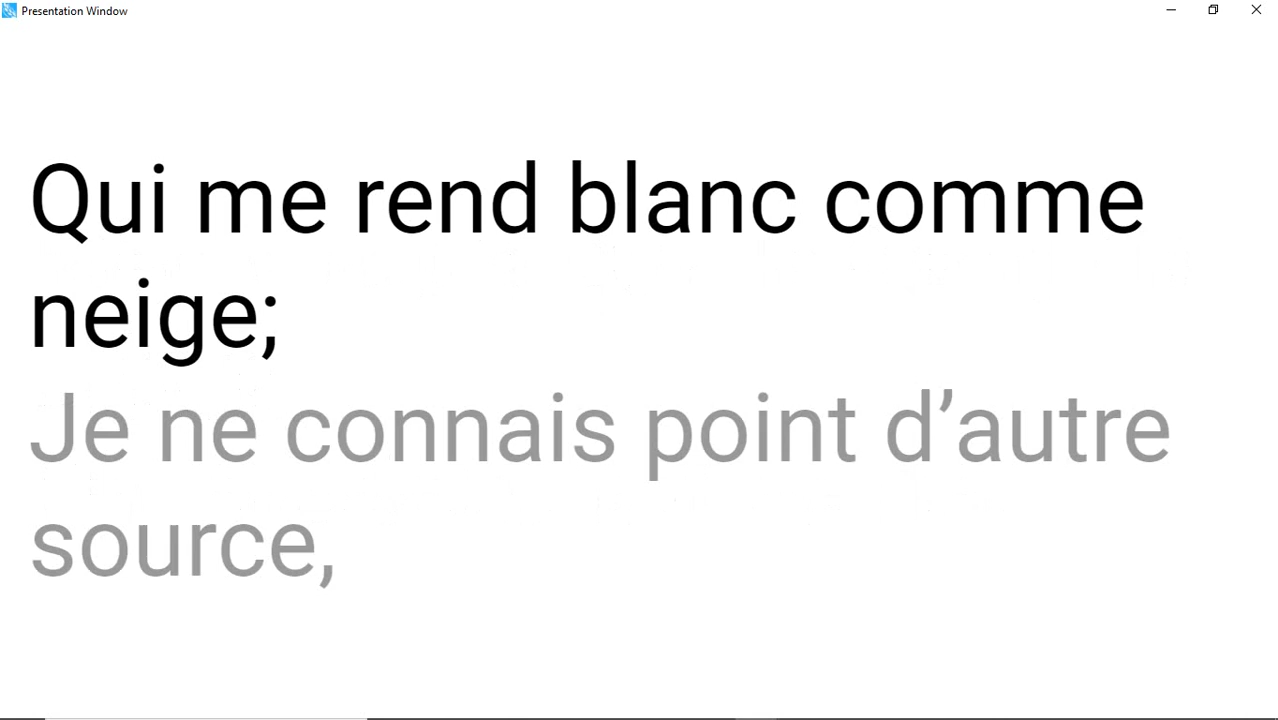 Presentation Window
Qui me rend blanc comme
neige;
Je ne connais point d’autre
source,